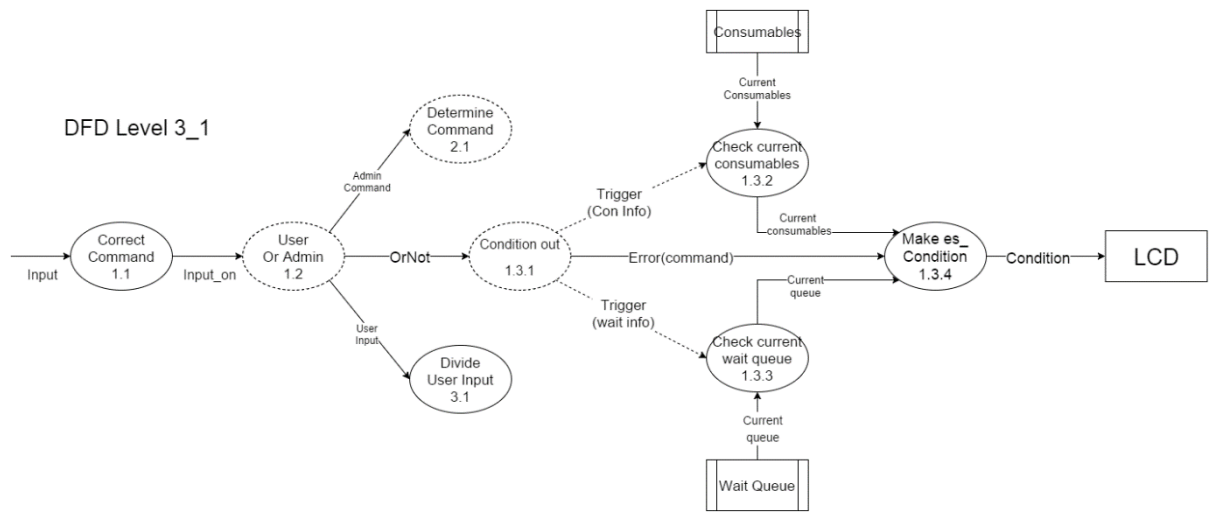 DFD Level 3_1
Input
Correct
Command
1.1
Input_on
User
Or Admin
1.2
Admin
Command
Determine
Command
2.1
OrNot
User
Input
Divide
User Input
3.1
Condition out
1.3.1
Trigger
(Con Info)
Error(command)
Trigger
(wait info)
Consumables
Current
Consumables
Check current
consumables
1.3.2
Current
consumables
Check current
wait queue
1.3.3
Current
queue
Current
queue
Wait Queue
Make es_
Condition
1.3.4
Condition
LCD